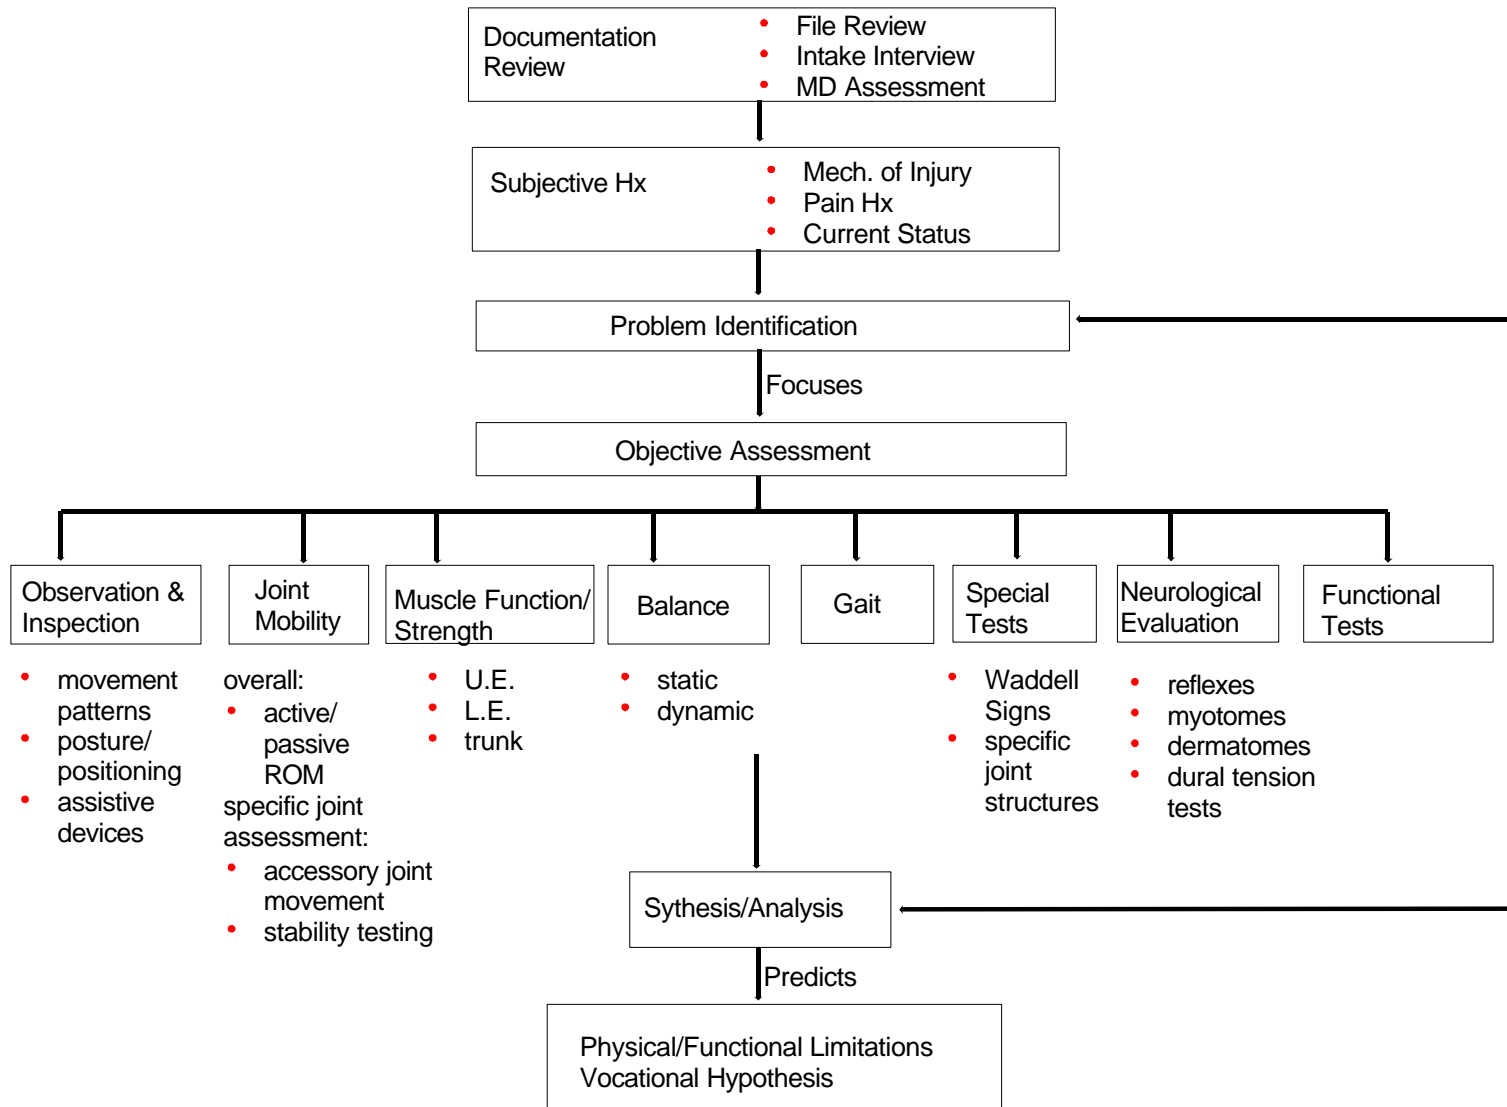 Documentation
Review
• File Review
• Intake Interview
• MD Assessment
Subjective Hx
• Mech. of Injury
• Pain Hx
• Current Status
Problem Identification
Focuses
Objective Assessment
Observation &
Inspection
• movement
patterns
• posture/
positioning
• assistive
devices
Joint
Mobility
overall:
• active/
passive
ROM
specific joint
assessment:
• accessory joint
movement
• stability testing
Muscle Function/
Strength
• U.E.
• L.E.
• trunk
Balance
• static
• dynamic
Gait
Special
Tests
• Waddell
Signs
• specific
joint
structures
Neurological
Evaluation
• reflexes
• myotomes
• dermatomes
• dural tension
tests
Functional
Tests
Sythesis/Analysis
Predicts
Physical/Functional Limitations
Vocational Hypothesis